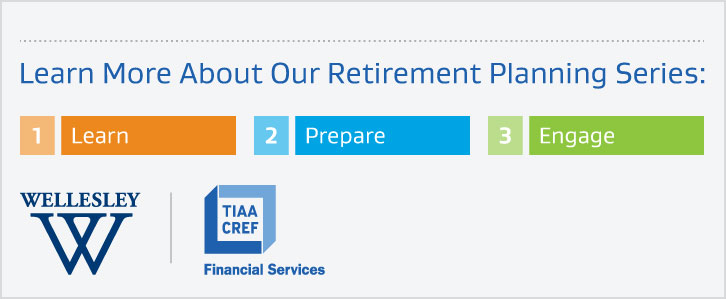 Learn More About Our Retirement Planning Series:
1 Learn 2 Prepare 3 Engage
WELLESLEY
W
TIAA
CREF
Financial Services